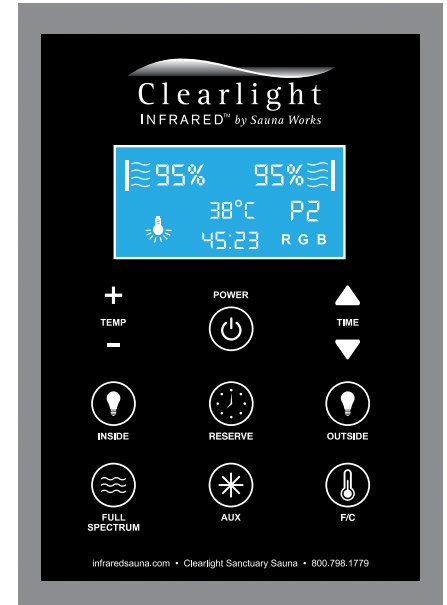 Clearlight
INFRARED™ by Sauna Works
95% 95%
38°C P2
45:23 R G B
+ POWER
TEMP TIME
−
INSIDE RESERVE OUTSIDE
FULL SPECTRUM AUX F/C
infraredsauna.com • Clearlight Sanctuary Sauna • 800.798.1779